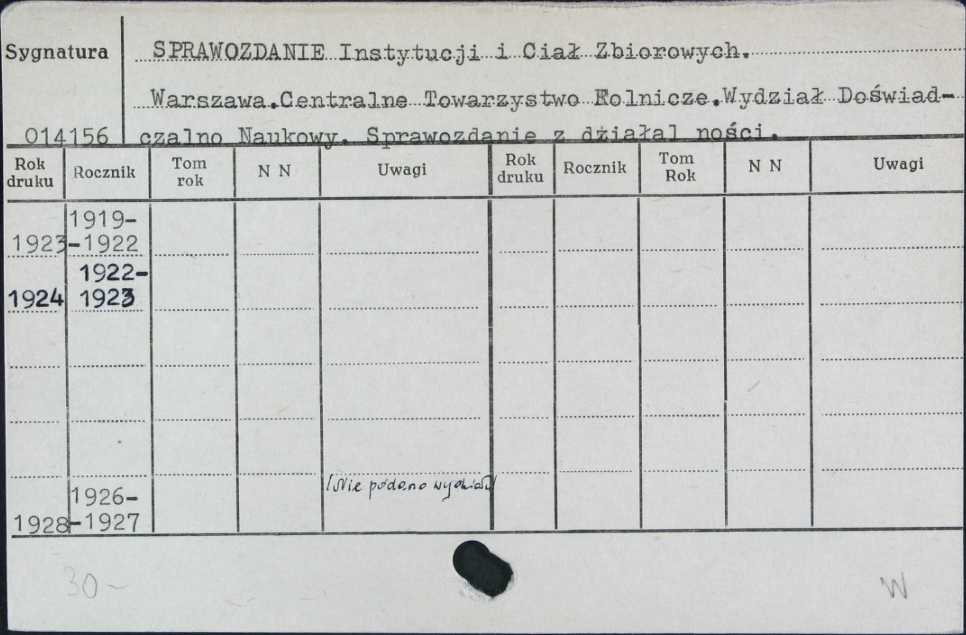 Sygnatura
SPRAWOZDANIE Instytucji i Ciał Zbiorowych.
Warszawa.Centralne Towarzystwo Rolnicze.Wydział Doświad-
014156 czalno Naukowy. Sprawozdanie z działal ności.
Rok druku Rocznik Tom rok N N Uwagi Rok druku Rocznik Tom Rok N N Uwagi
1919-
1923 -1922
1922-
1924 1923
/Nie podano
1926-
1928 -1927
30 -
W